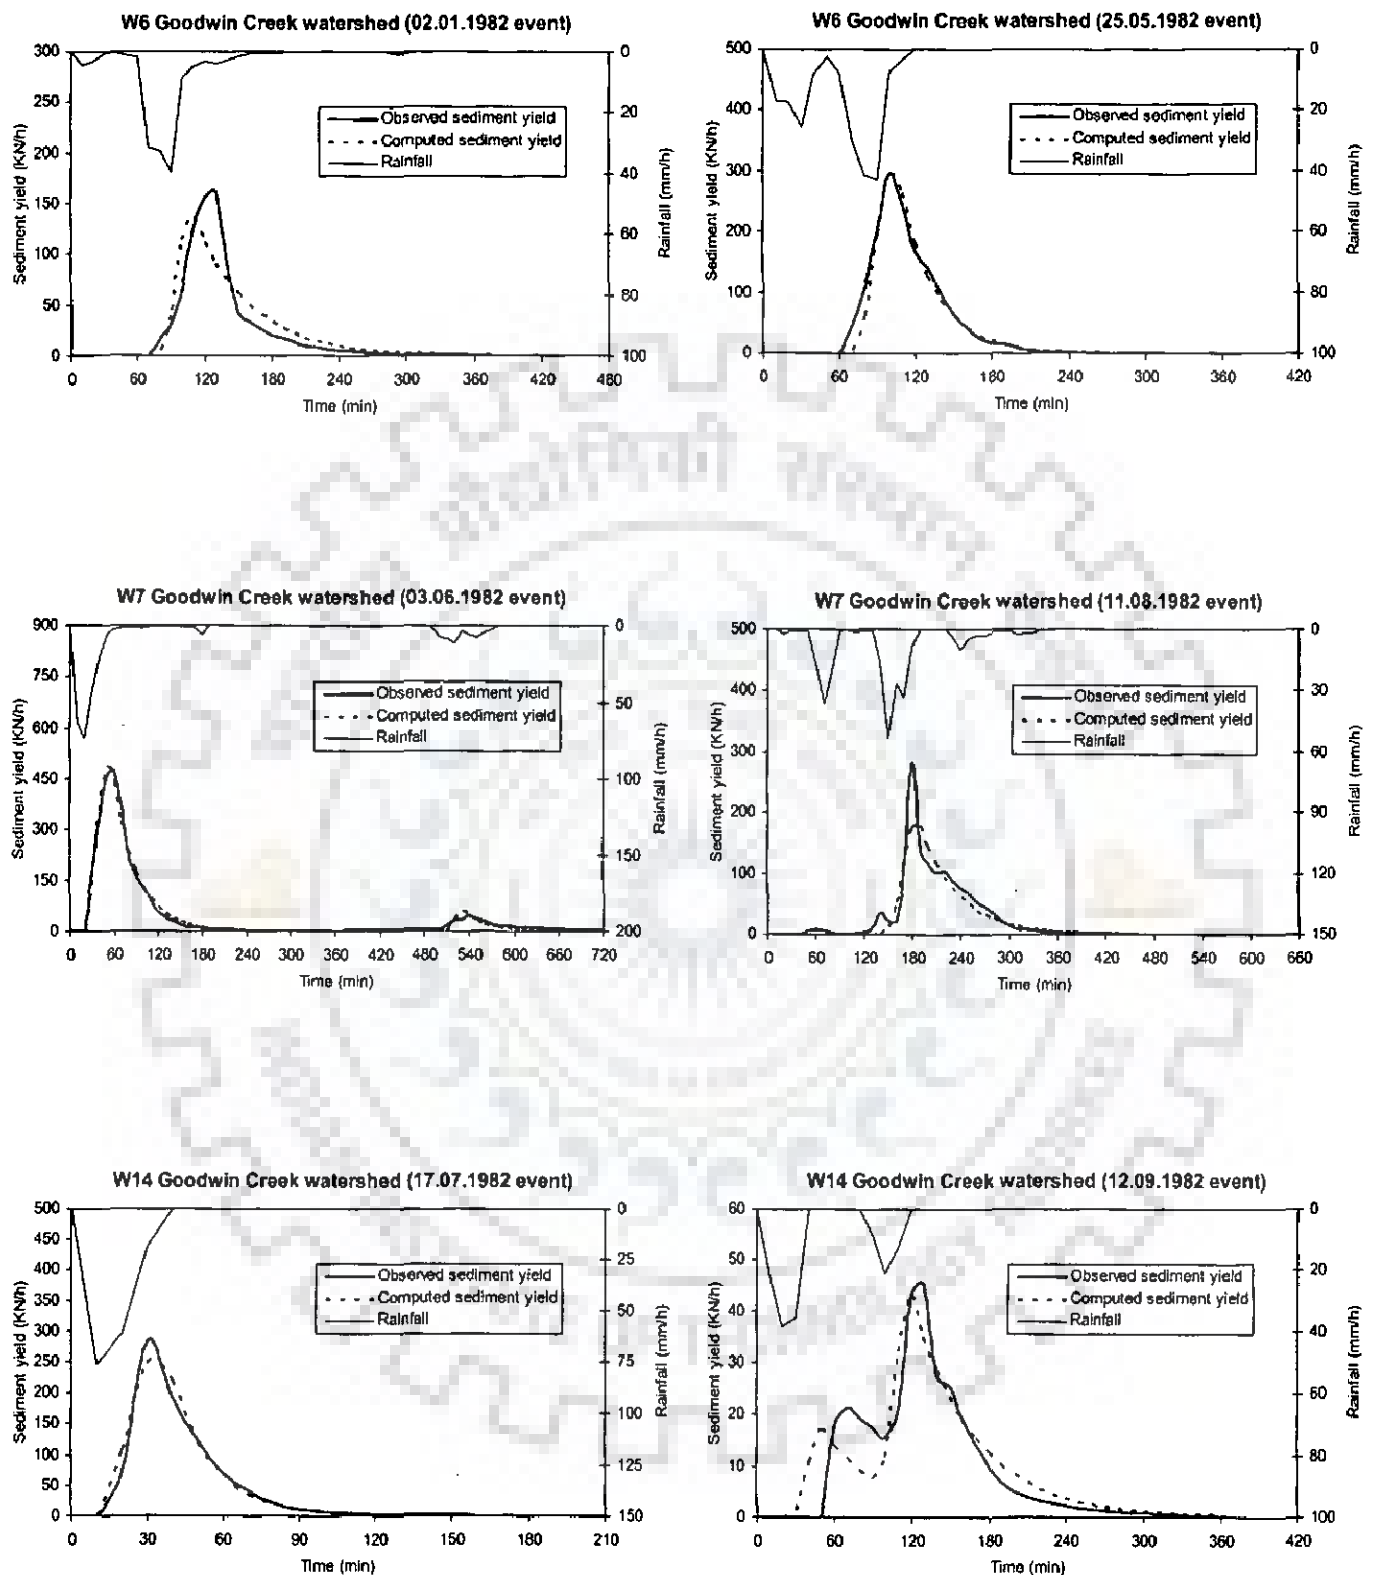 W6 Goodwin Creek watershed (02.01.1982 event)
300
250
200
150
100
50
0
Sediment yield (KN/h)
Observed sediment yield
Computed sediment yield
Rainfall
0
20
40
60
80
100
Rainfall (mm/h)
0 60 120 180 240 300 360 420 480
Time (min)
W6 Goodwin Creek watershed (25.05.1982 event)
500
400
300
200
100
0
Sediment yield (KN/h)
Observed sediment yield
Computed sediment yield
Rainfall
0
20
40
60
80
100
Rainfall (mm/h)
0 60 120 180 240 300 360 420
Time (min)
W7 Goodwin Creek watershed (03.06.1982 event)
900
750
600
450
300
150
0
Sediment yield (KN/h)
Observed sediment yield
Computed sediment yield
Rainfall
0
50
100
150
200
Rainfall (mm/h)
0 60 120 180 240 300 360 420 480 540 600 660 720
Time (min)
W7 Goodwin Creek watershed (11.08.1982 event)
500
400
300
200
100
0
Sediment yield (KN/h)
Observed sediment yield
Computed sediment yield
Rainfall
0
30
60
90
120
150
Rainfall (mm/h)
0 60 120 180 240 300 360 420 480 540 600 660
Time (min)
W14 Goodwin Creek watershed (17.07.1982 event)
500
450
400
350
300
250
200
150
100
50
0
Sediment yield (KN/h)
Observed sediment yield
Computed sediment yield
Rainfall
0
25
50
75
100
125
150
Rainfall (mm/h)
0 30 60 90 120 150 180 210
Time (min)
W14 Goodwin Creek watershed (12.09.1982 event)
60
50
40
30
20
10
0
Sediment yield (KN/h)
Observed sediment yield
Computed sediment yield
Rainfall
0
20
40
60
80
100
Rainfall (mm/h)
0 60 120 180 240 300 360 420
Time (min)